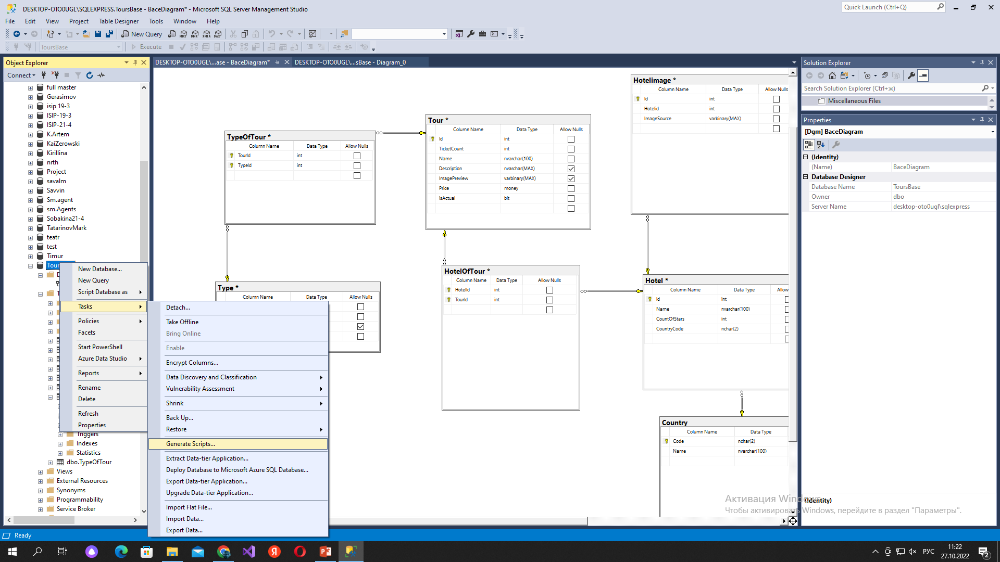 DESKTOP-OTO0UGL\SQLEXPRESS.ToursBase - BaceDiagram* - Microsoft SQL Server Management Studio
Quick Launch (Ctrl+Q)
File Edit View Project Table Designer Tools Window Help
New Query
MDX DMX XMLA DAX
ToursBase Execute
Object Explorer
Connect
full master
Gerasimov
isip 19-3
ISIP-19-3
ISIP-21-4
K.Artem
KaiZerowski
Kirillina
nrth
Project
savalm
Savvin
Sm.agent
sm.Agents
Sobakina21-4
TatarinovMark
teatr
test
Timur
Tour
Triggers
Indexes
Statistics
dbo.TypeOfTour
Views
External Resources
Synonyms
Programmability
Service Broker
New Database...
New Query
Script Database as
Tasks
Policies
Facets
Start PowerShell
Azure Data Studio
Reports
Rename
Delete
Refresh
Properties
Detach...
Take Offline
Bring Online
Enable
Encrypt Columns...
Data Discovery and Classification
Vulnerability Assessment
Shrink
Back Up...
Restore
Generate Scripts...
Extract Data-tier Application...
Deploy Database to Microsoft Azure SQL Database...
Export Data-tier Application...
Upgrade Data-tier Application...
Import Flat File...
Import Data...
Export Data...
DESKTOP-OTO0UGL\...ase - BaceDiagram* DESKTOP-OTO0UGL\...sBase - Diagram_0
TypeOfTour *
Column Name Data Type Allow Nulls
TourId int
TypeId int
Tour *
Column Name Data Type Allow Nulls
Id int
TicketCount int
Name nvarchar(100)
Description nvarchar(MAX)
ImagePreview varbinary(MAX)
Price money
isActual bit
HotelImage *
Column Name Data Type Allow Nulls
Id int
HotelId int
ImageSource varbinary(MAX)
Type *
Column Name Data Type Allow Nulls
HotelOfTour *
Column Name Data Type Allow Nulls
HotelId int
TourId int
Hotel *
Column Name Data Type Allow
Id int
Name nvarchar(100)
CountOfStars int
CountryCode nchar(2)
Country
Column Name Data Type
Code nchar(2)
Name nvarchar(100)
Solution Explorer
Search Solution Explorer (Ctrl+ж)
Miscellaneous Files
Properties
[Dgm] BaceDiagram
(Identity)
(Name) BaceDiagram
Database Designer
Database Name ToursBase
Owner dbo
Server Name desktop-oto0ugl\sqlexpress
(Identity)
Активация Windows
Чтобы активировать Windows, перейдите в раздел "Параметры".
Ready
РУС
11:22
27.10.2022
2